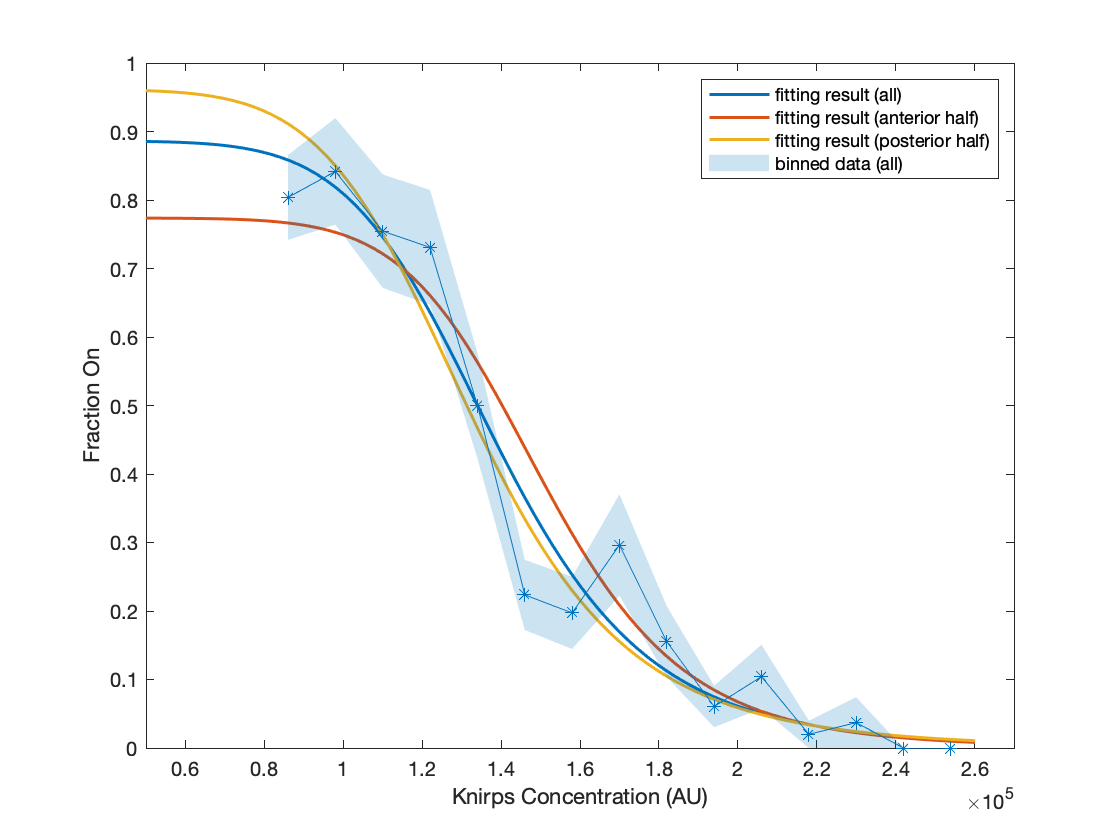 1
0.9
0.8
0.7
0.6
0.5
0.4
0.3
0.2
0.1
0
Fraction On
fitting result (all)
fitting result (anterior half)
fitting result (posterior half)
binned data (all)
0.6 0.8 1 1.2 1.4 1.6 1.8 2 2.2 2.4 2.6
Knirps Concentration (AU)
×10⁵